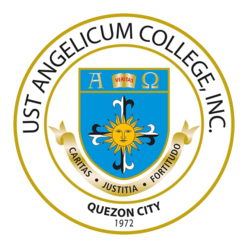 UST ANGELICUM COLLEGE, INC.
Α VERITAS Ω
CARITAS • JUSTITIA • FORTITUDO
QUEZON CITY
1972